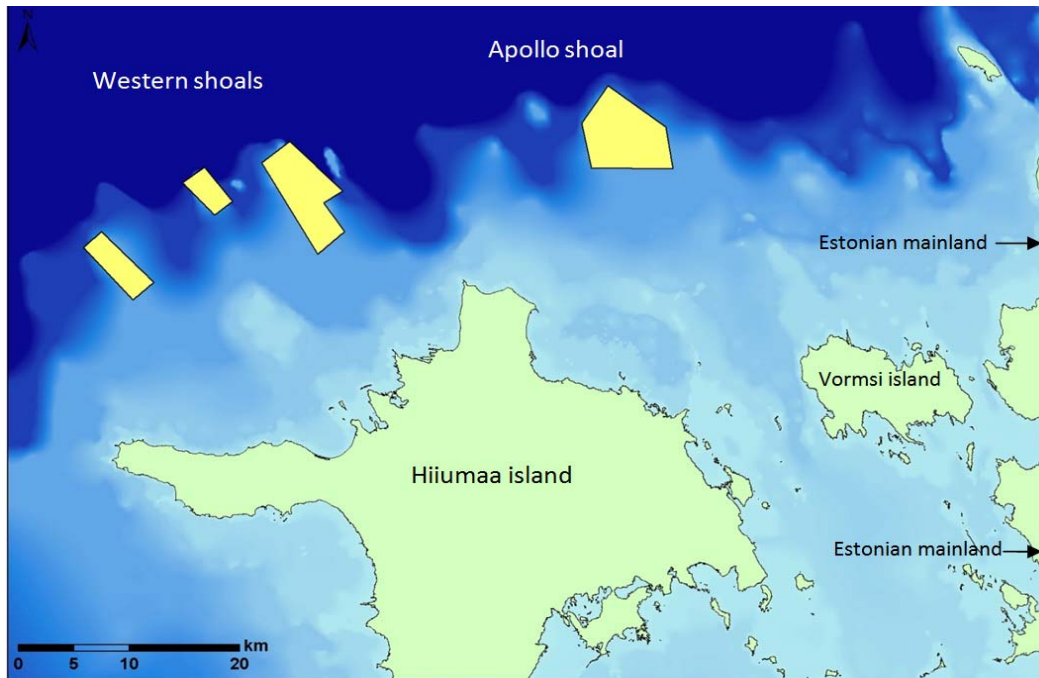 N
Apollo shoal
Western shoals
Estonian mainland
Vormsi island
Hiiumaa island
Estonian mainland
km
0 5 10 20